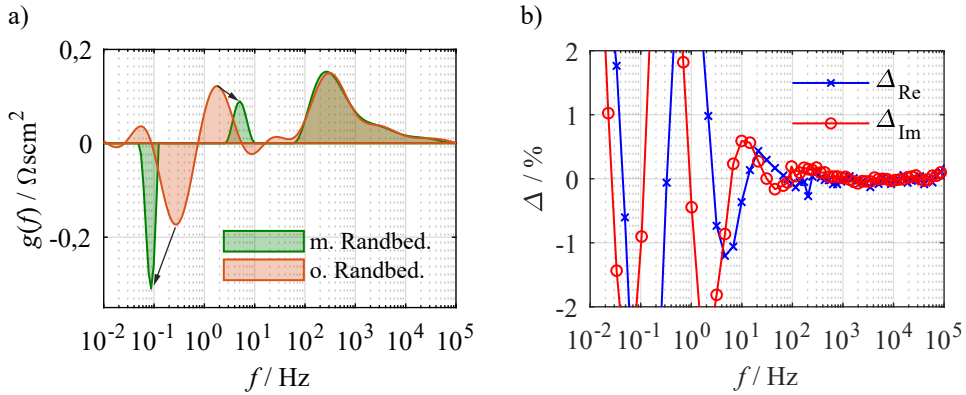 a)
0,2
0
-0,2
g(f) / Ωscm²
m. Randbed.
o. Randbed.
10⁻² 10⁻¹ 10⁰ 10¹ 10² 10³ 10⁴ 10⁵
f / Hz
b)
2
1
0
-1
-2
Δ / %
Δ_Re
Δ_Im
10⁻² 10⁻¹ 10⁰ 10¹ 10² 10³ 10⁴ 10⁵
f / Hz